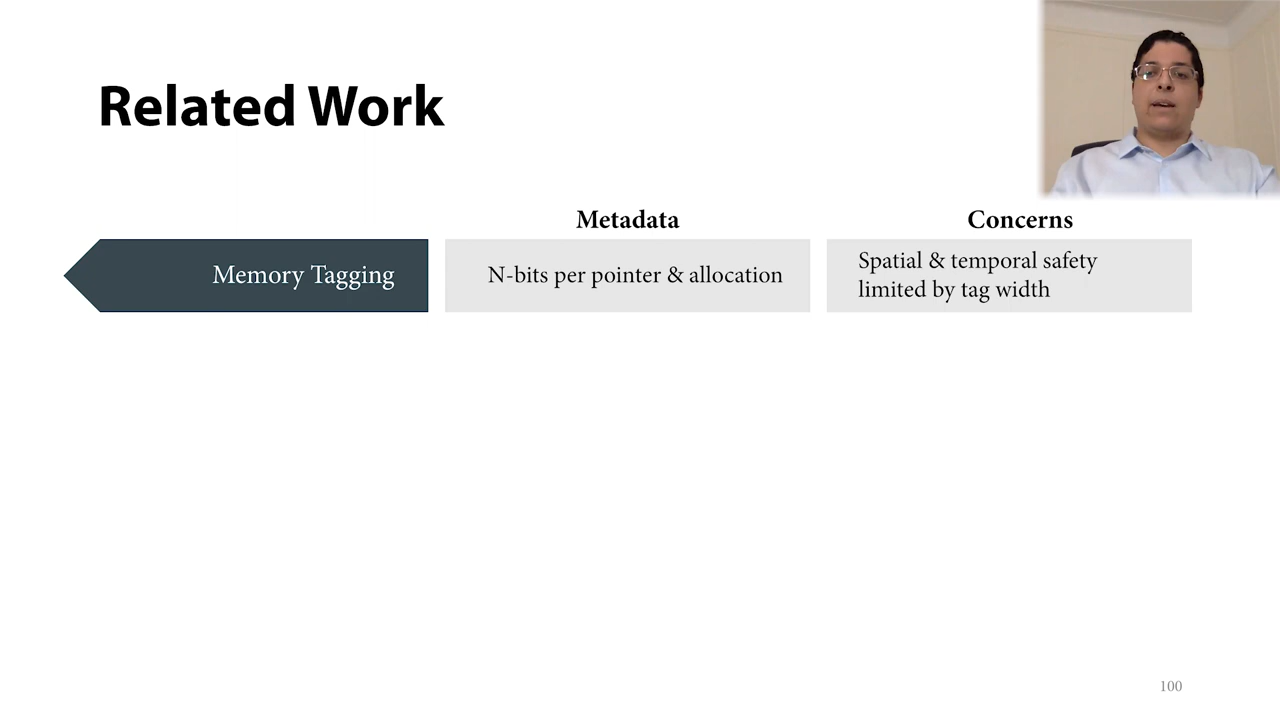 Related Work
Metadata
Concerns
Memory Tagging
N-bits per pointer & allocation
Spatial & temporal safety
limited by tag width
100